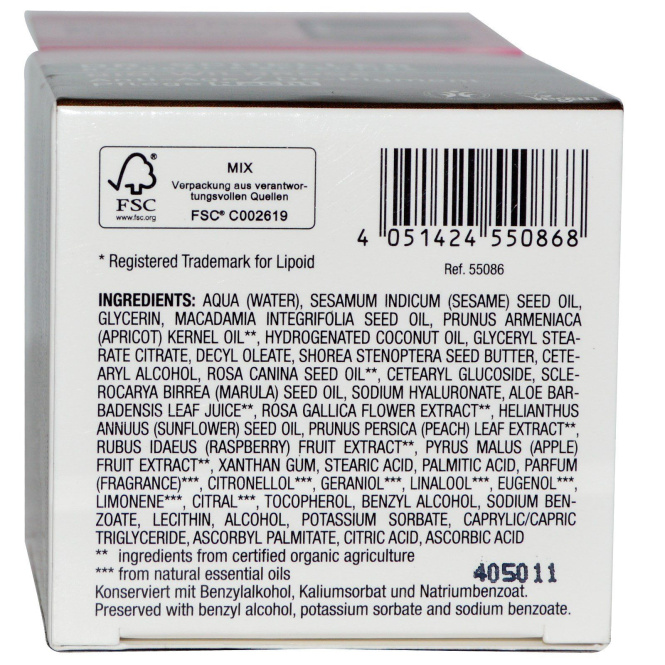 MIX
Verpackung aus verantwor-
tungsvollen Quellen
FSC® C002619
FSC
www.fsc.org
4 051424 550868
* Registered Trademark for Lipoid
Ref. 55086
INGREDIENTS: AQUA (WATER), SESAMUM INDICUM (SESAME) SEED OIL,
GLYCERIN, MACADAMIA INTEGRIFOLIA SEED OIL, PRUNUS ARMENIACA
(APRICOT) KERNEL OIL**, HYDROGENATED COCONUT OIL, GLYCERYL STEA-
RATE CITRATE, DECYL OLEATE, SHOREA STENOPTERA SEED BUTTER, CETE-
ARYL ALCOHOL, ROSA CANINA SEED OIL**, CETEARYL GLUCOSIDE, SCLE-
ROCARYA BIRREA (MARULA) SEED OIL, SODIUM HYALURONATE, ALOE BAR-
BADENSIS LEAF JUICE**, ROSA GALLICA FLOWER EXTRACT**, HELIANTHUS
ANNUUS (SUNFLOWER) SEED OIL, PRUNUS PERSICA (PEACH) LEAF EXTRACT**,
RUBUS IDAEUS (RASPBERRY) FRUIT EXTRACT**, PYRUS MALUS (APPLE)
FRUIT EXTRACT**, XANTHAN GUM, STEARIC ACID, PALMITIC ACID, PARFUM
(FRAGRANCE)***, CITRONELLOL***, GERANIOL***, LINALOOL***, EUGENOL***,
LIMONENE***, CITRAL***, TOCOPHEROL, BENZYL ALCOHOL, SODIUM BEN-
ZOATE, LECITHIN, ALCOHOL, POTASSIUM SORBATE, CAPRYLIC/CAPRIC
TRIGLYCERIDE, ASCORBYL PALMITATE, CITRIC ACID, ASCORBIC ACID
** ingredients from certified organic agriculture
*** from natural essential oils
405011
Konserviert mit Benzylalkohol, Kaliumsorbat und Natriumbenzoat.
Preserved with benzyl alcohol, potassium sorbate and sodium benzoate.